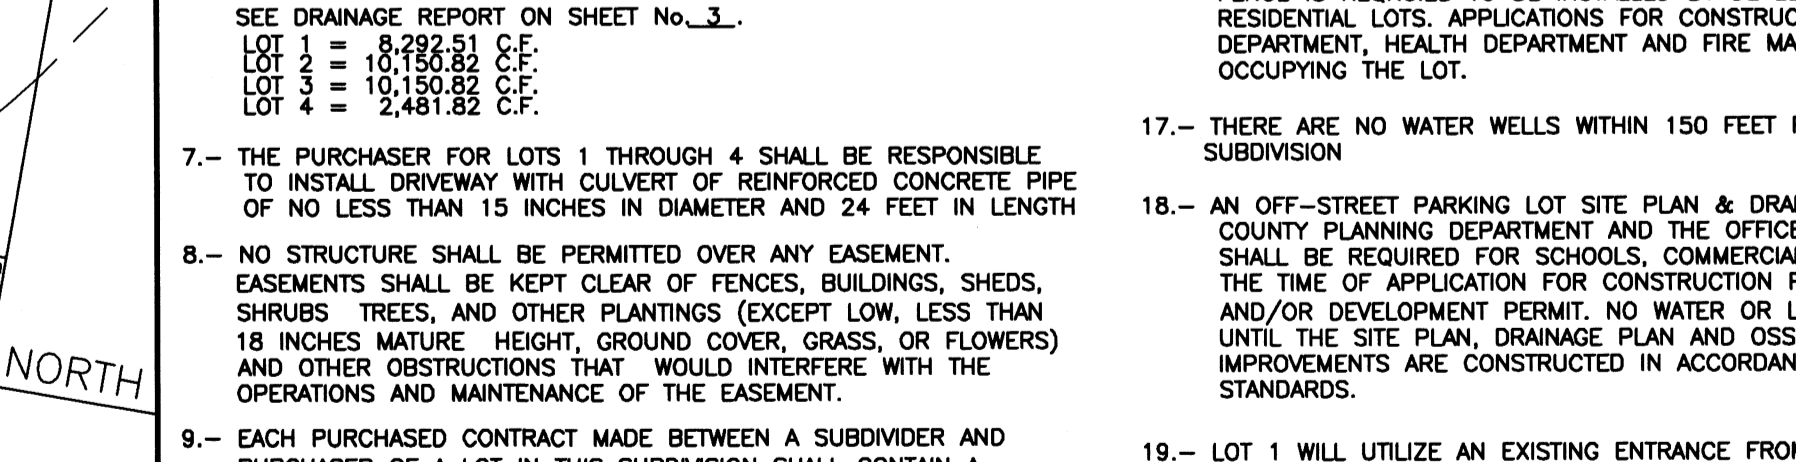 SEE DRAINAGE REPORT ON SHEET No. 3 .
LOT 1 = 8,292.51 C.F.
LOT 2 = 10,150.82 C.F.
LOT 3 = 10,150.82 C.F.
LOT 4 = 2,481.82 C.F.
7.– THE PURCHASER FOR LOTS 1 THROUGH 4 SHALL BE RESPONSIBLE
TO INSTALL DRIVEWAY WITH CULVERT OF REINFORCED CONCRETE PIPE
OF NO LESS THAN 15 INCHES IN DIAMETER AND 24 FEET IN LENGTH
8.– NO STRUCTURE SHALL BE PERMITTED OVER ANY EASEMENT.
EASEMENTS SHALL BE KEPT CLEAR OF FENCES, BUILDINGS, SHEDS,
SHRUBS TREES, AND OTHER PLANTINGS (EXCEPT LOW, LESS THAN
18 INCHES MATURE HEIGHT, GROUND COVER, GRASS, OR FLOWERS)
AND OTHER OBSTRUCTIONS THAT WOULD INTERFERE WITH THE
OPERATIONS AND MAINTENANCE OF THE EASEMENT.
9.– EACH PURCHASED CONTRACT MADE BETWEEN A SUBDIVIDER AND
NORTH
RESIDENTIAL LOTS. APPLICATIONS FOR CONSTRUC
DEPARTMENT, HEALTH DEPARTMENT AND FIRE MA
OCCUPYING THE LOT.
17.– THERE ARE NO WATER WELLS WITHIN 150 FEET
SUBDIVISION
18.– AN OFF–STREET PARKING LOT SITE PLAN & DRA
COUNTY PLANNING DEPARTMENT AND THE OFFICE
SHALL BE REQUIRED FOR SCHOOLS, COMMERCIA
THE TIME OF APPLICATION FOR CONSTRUCTION
AND/OR DEVELOPMENT PERMIT. NO WATER OR L
UNTIL THE SITE PLAN, DRAINAGE PLAN AND OSS
IMPROVEMENTS ARE CONSTRUCTED IN ACCORDAN
STANDARDS.
19.– LOT 1 WILL UTILIZE AN EXISTING ENTRANCE FROM